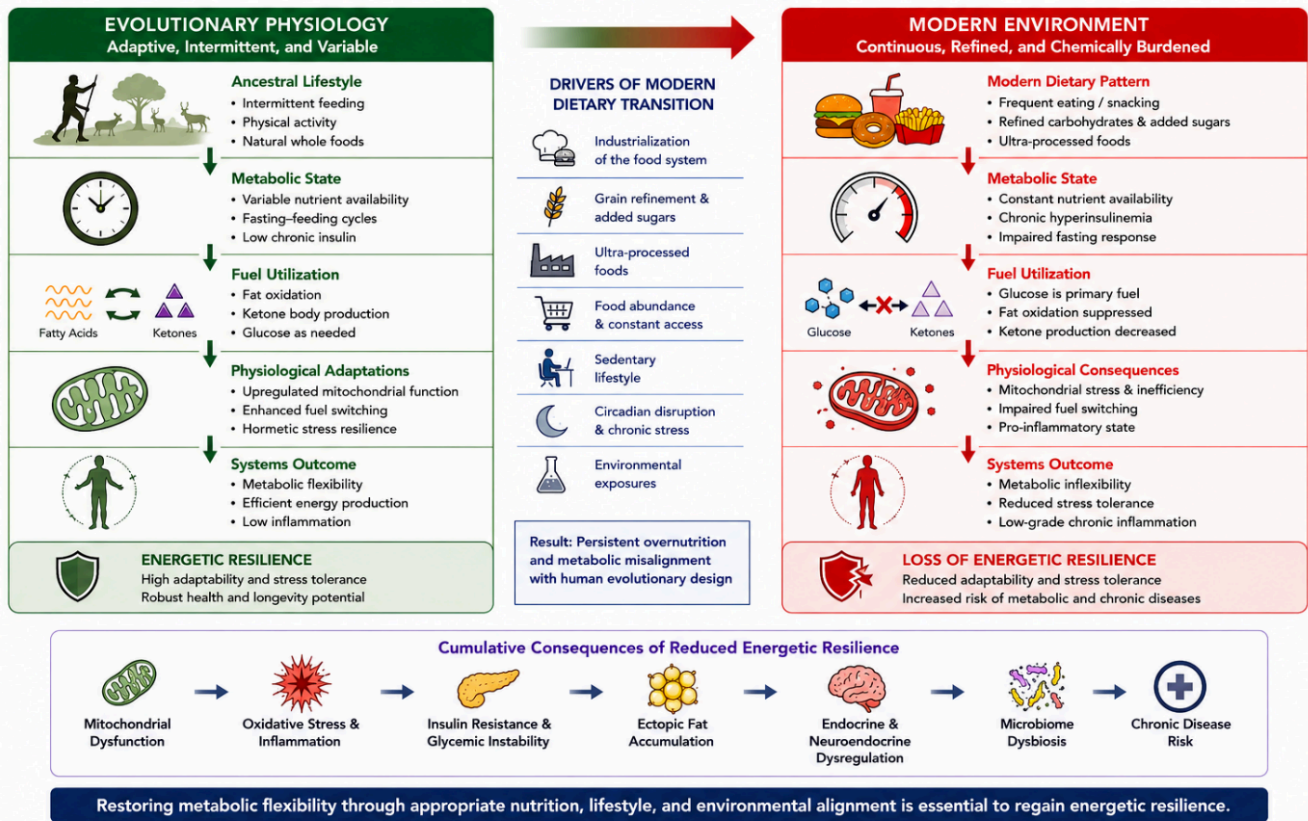 EVOLUTIONARY PHYSIOLOGY
Adaptive, Intermittent, and Variable
Ancestral Lifestyle
• Intermittent feeding
• Physical activity
• Natural whole foods
Metabolic State
• Variable nutrient availability
• Fasting–feeding cycles
• Low chronic insulin
Fuel Utilization
• Fat oxidation
• Ketone body production
• Glucose as needed
Fatty Acids
Ketones
Physiological Adaptations
• Upregulated mitochondrial function
• Enhanced fuel switching
• Hormetic stress resilience
Systems Outcome
• Metabolic flexibility
• Efficient energy production
• Low inflammation
ENERGETIC RESILIENCE
High adaptability and stress tolerance
Robust health and longevity potential
DRIVERS OF MODERN
DIETARY TRANSITION
Industrialization
of the food system
Grain refinement &
added sugars
Ultra-processed
foods
Food abundance
& constant access
Sedentary
lifestyle
Circadian disruption
& chronic stress
Environmental
exposures
Result: Persistent overnutrition
and metabolic misalignment
with human evolutionary design
MODERN ENVIRONMENT
Continuous, Refined, and Chemically Burdened
Modern Dietary Pattern
• Frequent eating / snacking
• Refined carbohydrates & added sugars
• Ultra-processed foods
Metabolic State
• Constant nutrient availability
• Chronic hyperinsulinemia
• Impaired fasting response
Fuel Utilization
• Glucose is primary fuel
• Fat oxidation suppressed
• Ketone production decreased
Glucose
Ketones
Physiological Consequences
• Mitochondrial stress & inefficiency
• Impaired fuel switching
• Pro-inflammatory state
Systems Outcome
• Metabolic inflexibility
• Reduced stress tolerance
• Low-grade chronic inflammation
LOSS OF ENERGETIC RESILIENCE
Reduced adaptability and stress tolerance
Increased risk of metabolic and chronic diseases
Cumulative Consequences of Reduced Energetic Resilience
Mitochondrial
Dysfunction
Oxidative Stress &
Inflammation
Insulin Resistance &
Glycemic Instability
Ectopic Fat
Accumulation
Endocrine &
Neuroendocrine
Dysregulation
Microbiome
Dysbiosis
Chronic Disease
Risk
Restoring metabolic flexibility through appropriate nutrition, lifestyle, and environmental alignment is essential to regain energetic resilience.